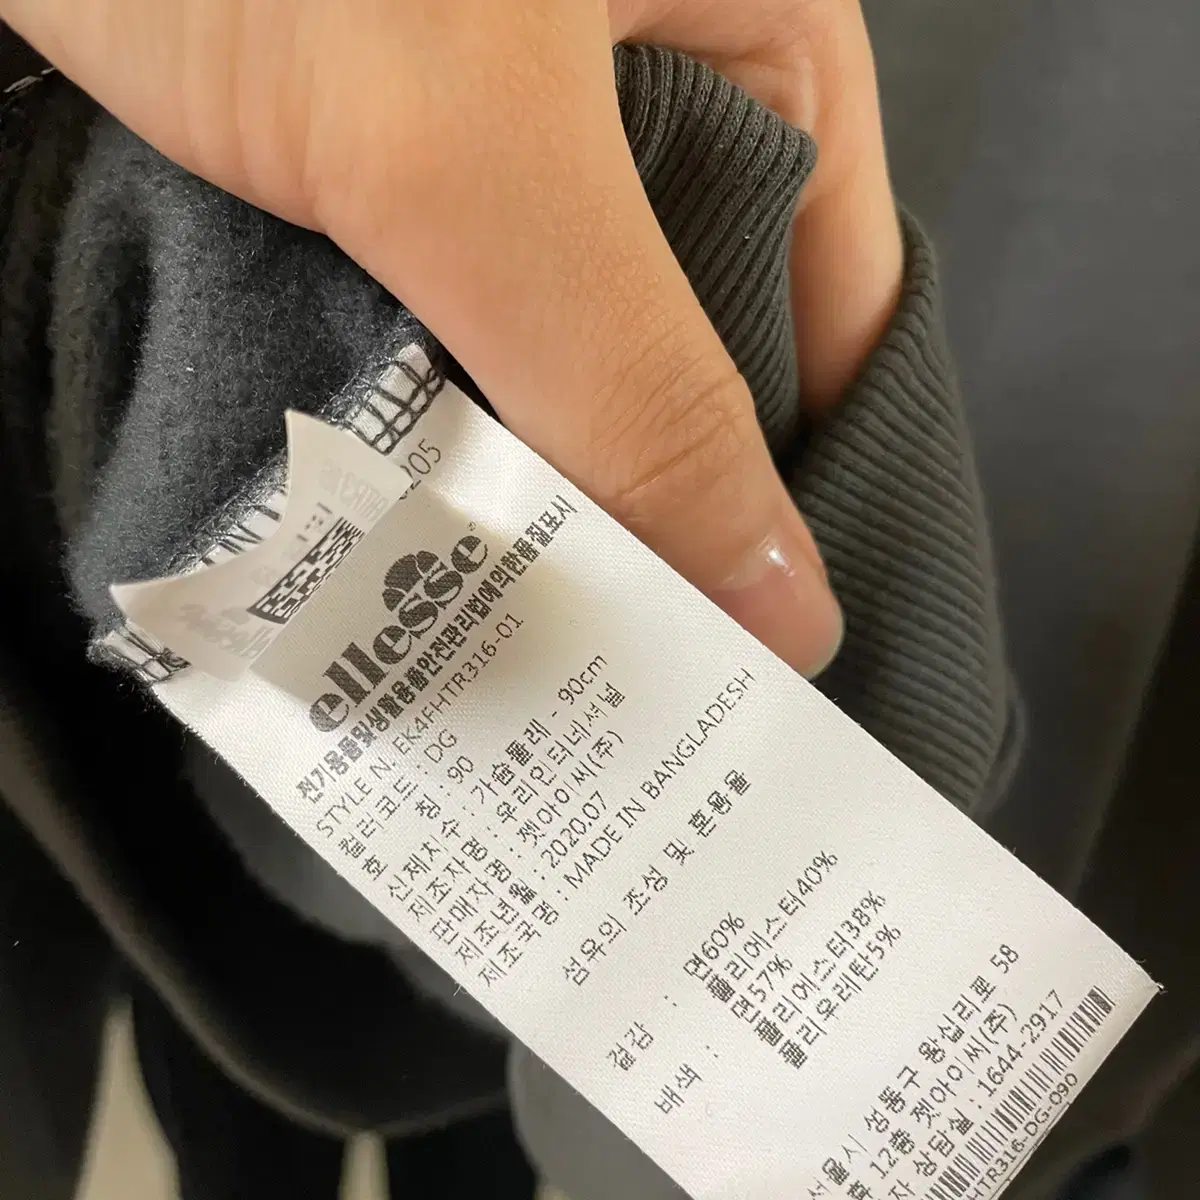 205
ellesse
전기용품및생활용품안전관리법에의한품질표시
STYLE N. EK4FHTR316-01
컬러코드 : DG
호칭 : 90
신체치수 : 가슴둘레 - 90cm
제조자명 : 우리인터네셔널
판매자명 : 젯아이씨(주)
제조년월 : 2020.07
제조국명 : MADE IN BANGLADESH
섬유의 조성 및 혼용율
겉감 : 면60%
폴리에스터40%
배색 : 면57%
폴리에스터38%
폴리우레탄5%
서울시 성동구 왕십리로 58
12층 젯아이씨(주)
상담실 : 1644-2917
HTR316-DG-090